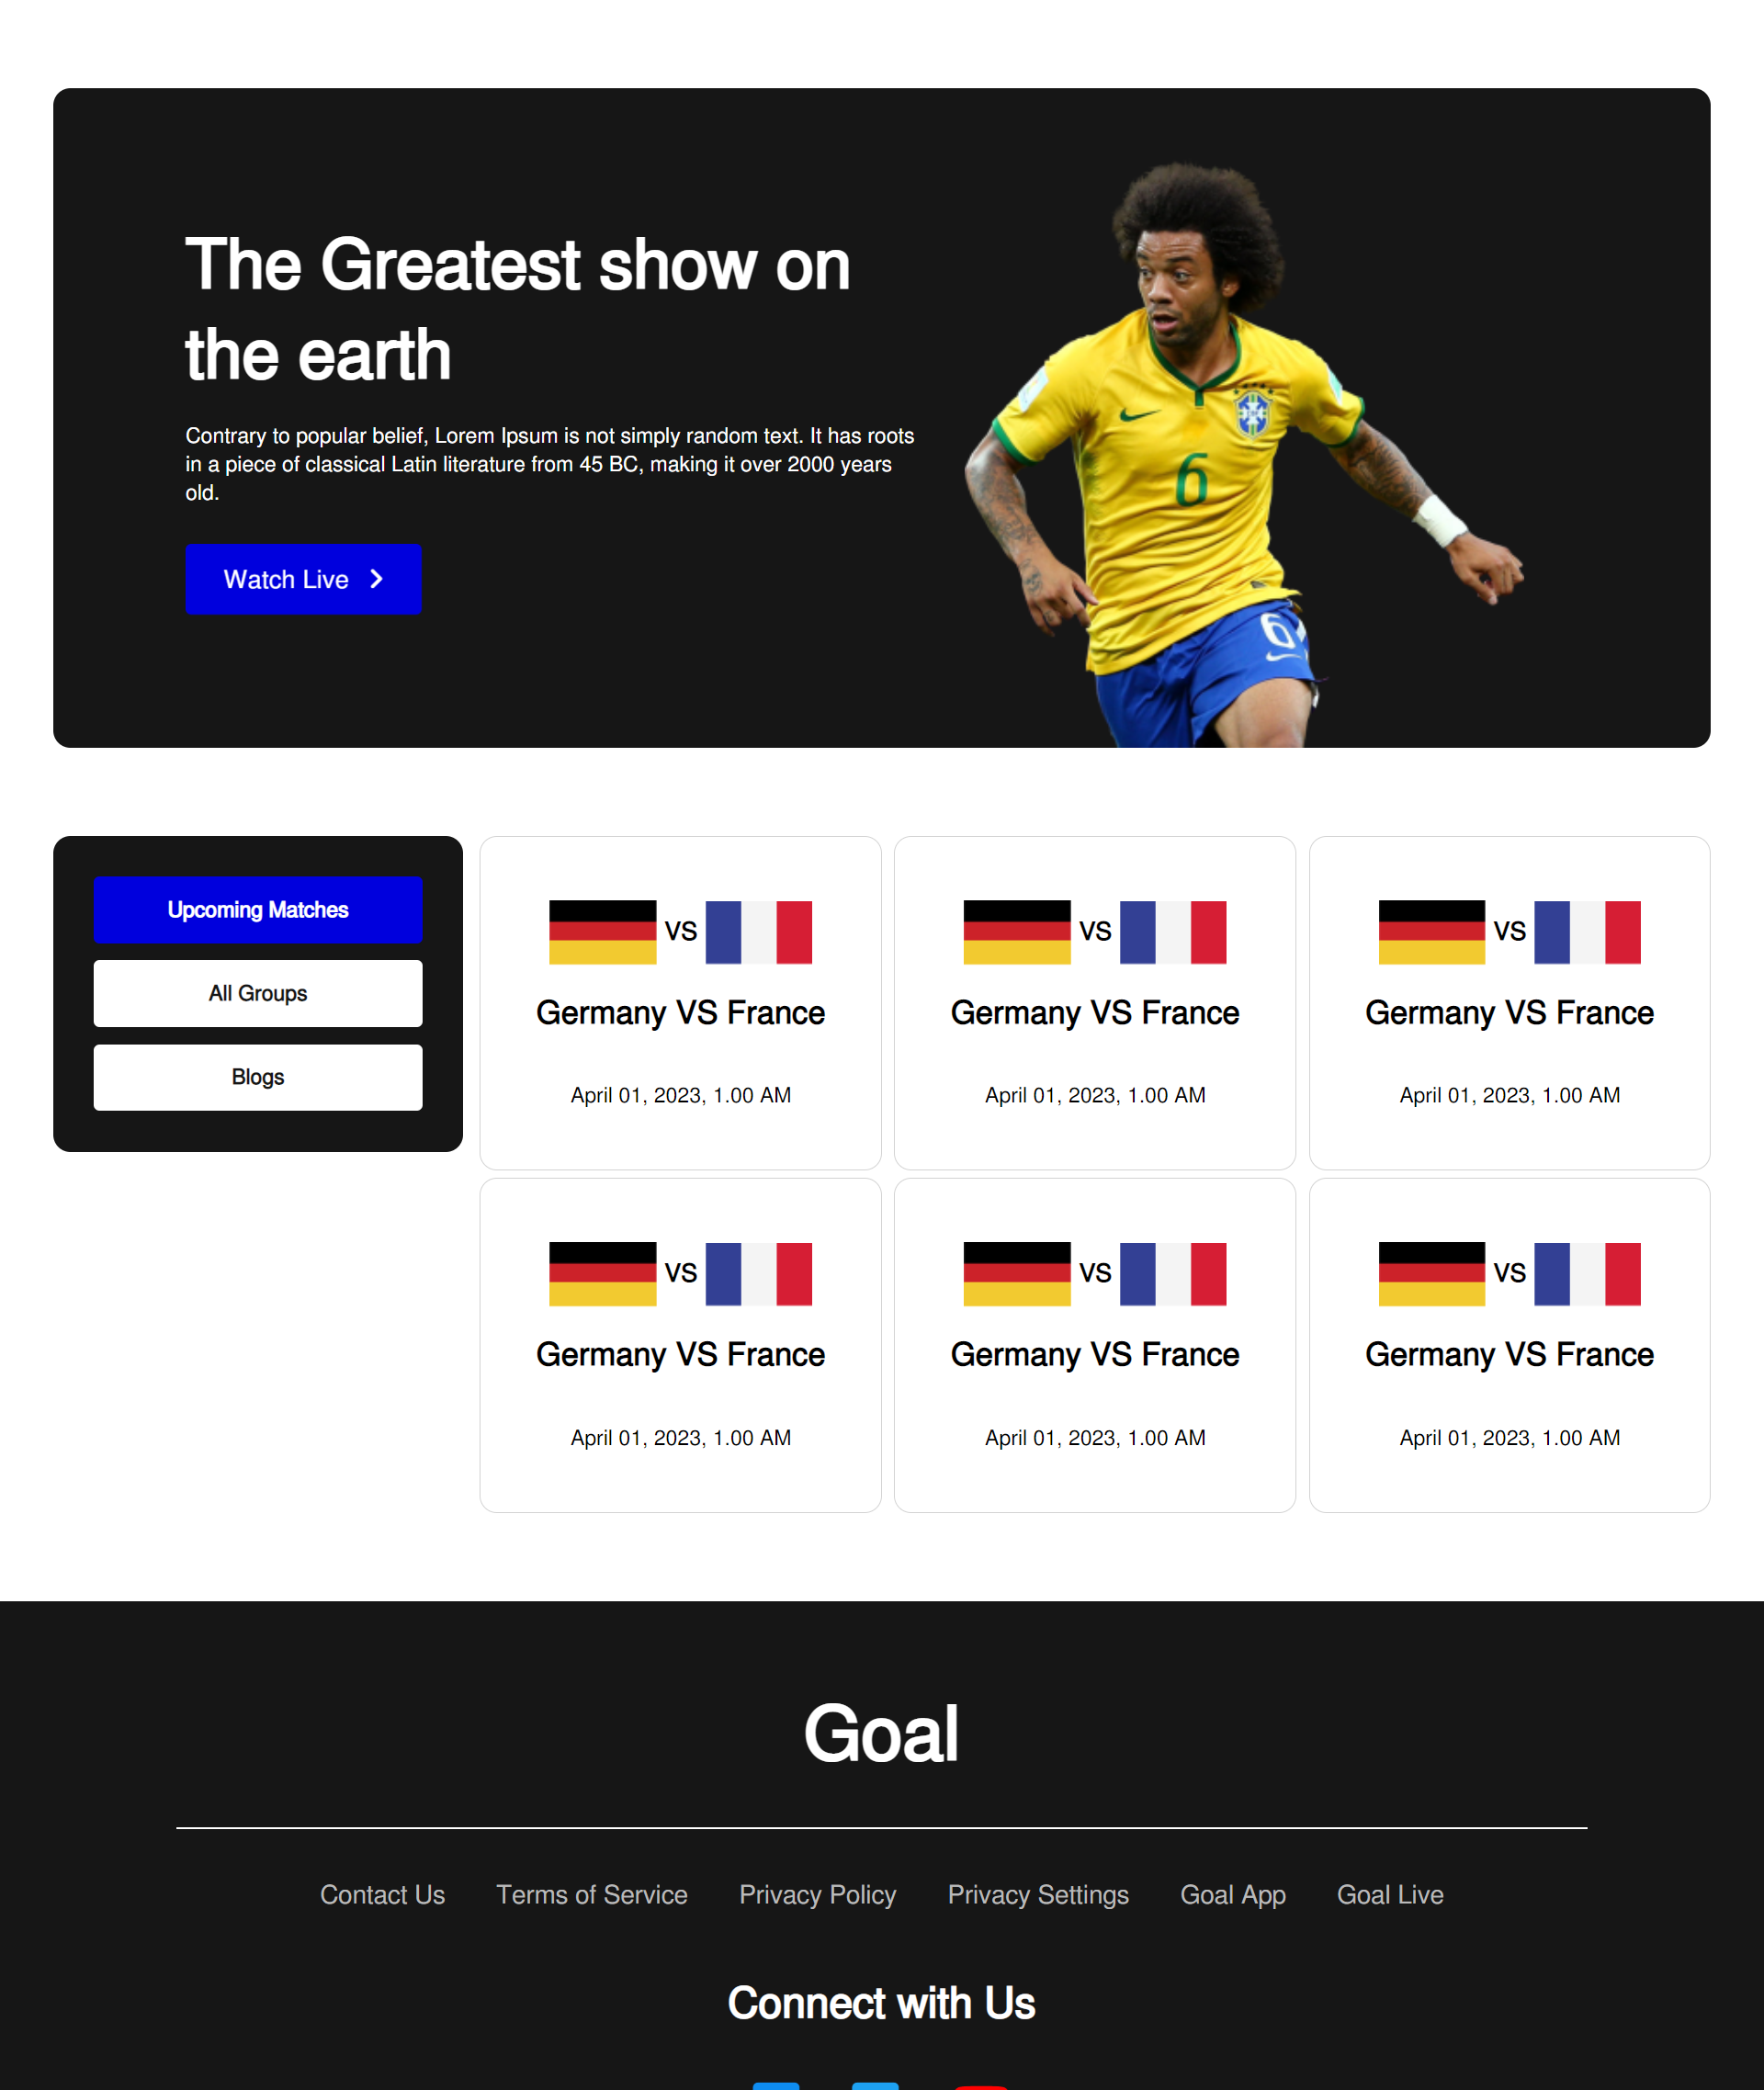 The Greatest show on
the earth
Contrary to popular belief, Lorem Ipsum is not simply random text. It has roots
in a piece of classical Latin literature from 45 BC, making it over 2000 years
old.
Watch Live
6
6
Upcoming Matches
All Groups
Blogs
VS
Germany VS France
April 01, 2023, 1.00 AM
VS
Germany VS France
April 01, 2023, 1.00 AM
VS
Germany VS France
April 01, 2023, 1.00 AM
VS
Germany VS France
April 01, 2023, 1.00 AM
VS
Germany VS France
April 01, 2023, 1.00 AM
VS
Germany VS France
April 01, 2023, 1.00 AM
Goal
Contact Us Terms of Service Privacy Policy Privacy Settings Goal App Goal Live
Connect with Us